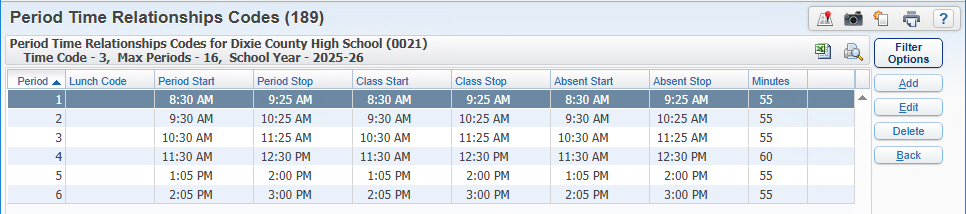 Period Time Relationships Codes (189)
?
Period Time Relationships Codes for Dixie County High School (0021)
Time Code - 3, Max Periods - 16, School Year - 2025-26
Filter Options
Period Lunch Code Period Start Period Stop Class Start Class Stop Absent Start Absent Stop Minutes
1 8:30 AM 9:25 AM 8:30 AM 9:25 AM 8:30 AM 9:25 AM 55
2 9:30 AM 10:25 AM 9:30 AM 10:25 AM 9:30 AM 10:25 AM 55
3 10:30 AM 11:25 AM 10:30 AM 11:25 AM 10:30 AM 11:25 AM 55
4 11:30 AM 12:30 PM 11:30 AM 12:30 PM 11:30 AM 12:30 PM 60
5 1:05 PM 2:00 PM 1:05 PM 2:00 PM 1:05 PM 2:00 PM 55
6 2:05 PM 3:00 PM 2:05 PM 3:00 PM 2:05 PM 3:00 PM 55
Add
Edit
Delete
Back